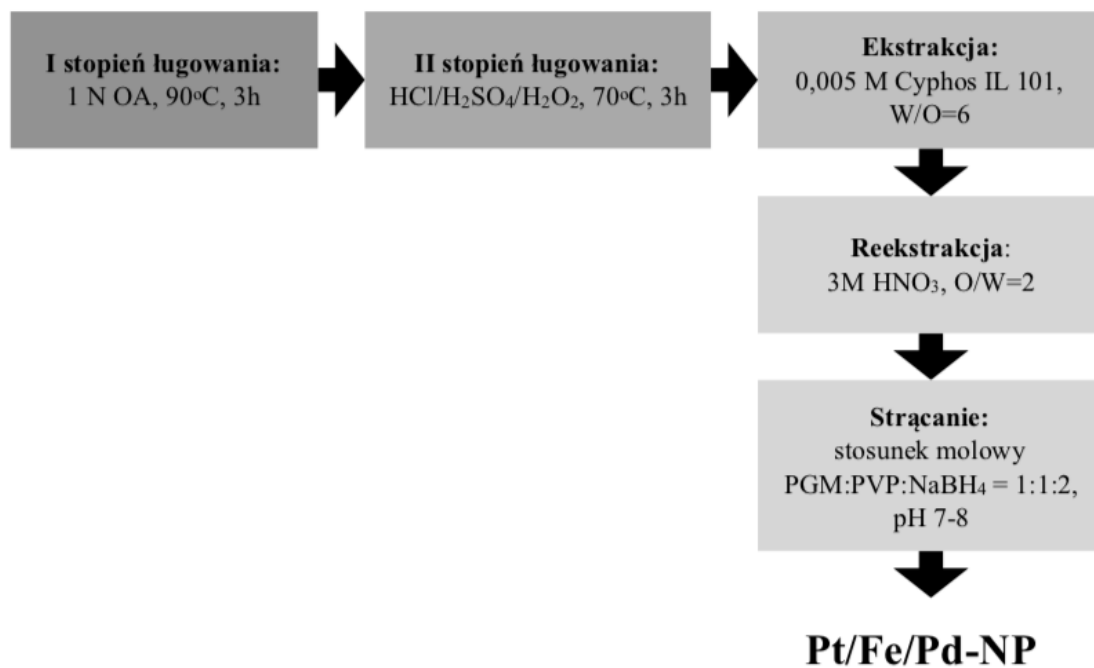 I stopień ługowania:
1 N OA, 90ºC, 3h
II stopień ługowania:
HCl/H₂SO₄/H₂O₂, 70ºC, 3h
Ekstrakcja:
0,005 M Cyphos IL 101,
W/O=6
Reekstrakcja:
3M HNO₃, O/W=2
Strącanie:
stosunek molowy
PGM:PVP:NaBH₄ = 1:1:2,
pH 7-8
Pt/Fe/Pd-NP